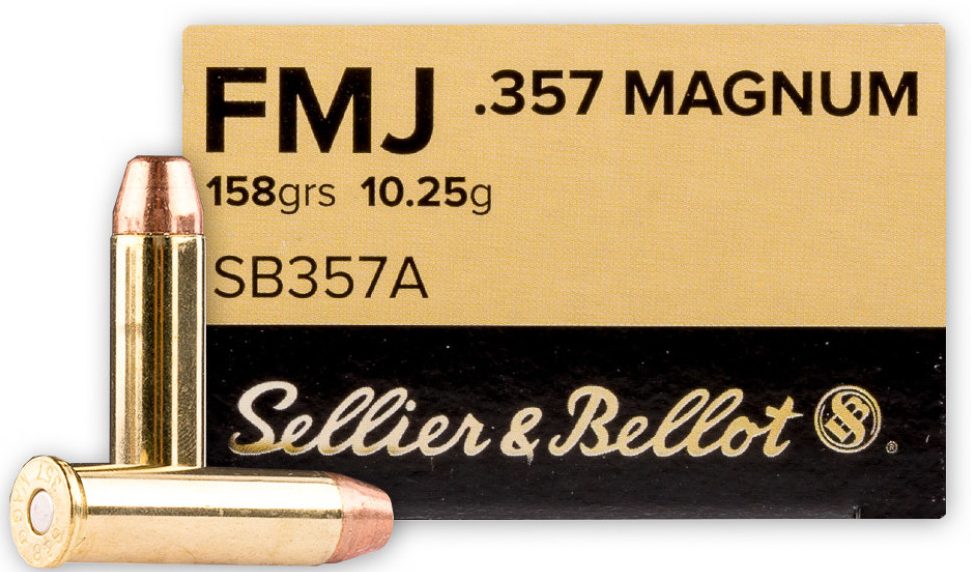 FMJ .357 MAGNUM
158grs 10.25g
SB357A
Sellier & Bellot